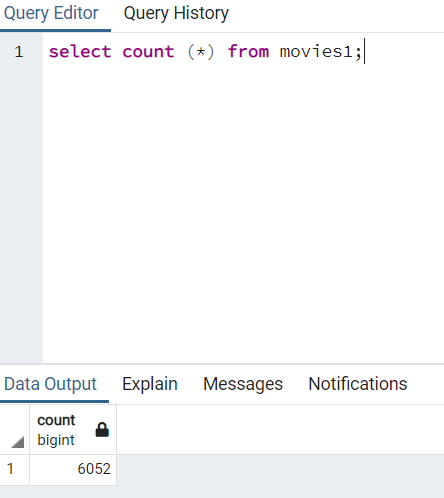 Query Editor Query History
1 select count (*) from movies1;
Data Output Explain Messages Notifications
count
bigint
1 6052